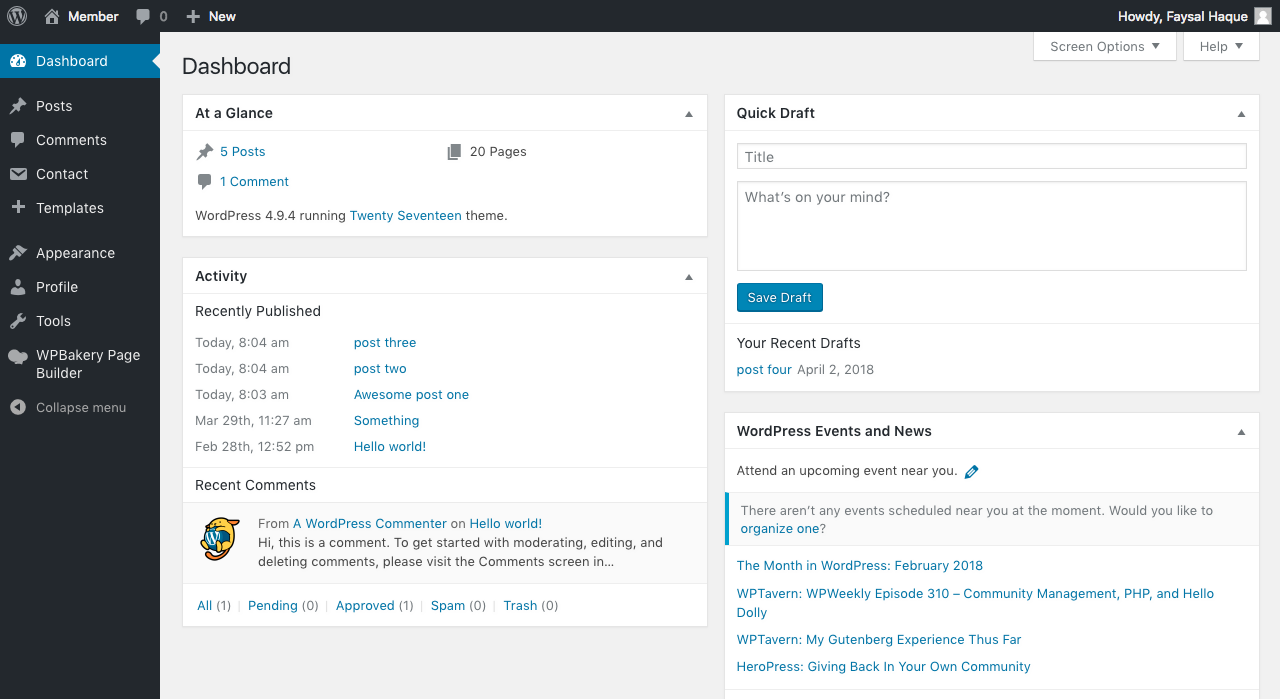 Member 0 New Howdy, Faysal Haque
Dashboard
Posts
Comments
Contact
Templates
Appearance
Profile
Tools
WPBakery Page
Builder
Collapse menu
Screen Options Help
Dashboard
At a Glance
5 Posts 20 Pages
1 Comment
WordPress 4.9.4 running Twenty Seventeen theme.
Activity
Recently Published
Today, 8:04 am post three
Today, 8:04 am post two
Today, 8:03 am Awesome post one
Mar 29th, 11:27 am Something
Feb 28th, 12:52 pm Hello world!
Recent Comments
From A WordPress Commenter on Hello world!
Hi, this is a comment. To get started with moderating, editing, and
deleting comments, please visit the Comments screen in…
All (1) | Pending (0) | Approved (1) | Spam (0) | Trash (0)
Quick Draft
Title
What's on your mind?
Save Draft
Your Recent Drafts
post four April 2, 2018
WordPress Events and News
Attend an upcoming event near you.
There aren't any events scheduled near you at the moment. Would you like to
organize one?
The Month in WordPress: February 2018
WPTavern: WPWeekly Episode 310 – Community Management, PHP, and Hello
Dolly
WPTavern: My Gutenberg Experience Thus Far
HeroPress: Giving Back In Your Own Community